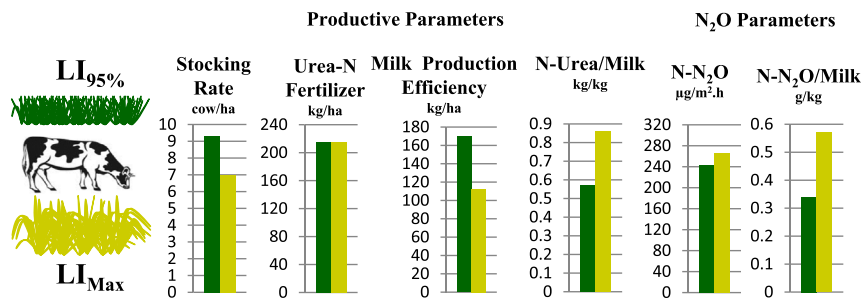 Productive Parameters
N₂O Parameters
LI95%
LIMax
Stocking
Rate
cow/ha
10
9
8
7
6
5
4
3
2
1
0
Urea-N
Fertilizer
kg/ha
240
200
160
120
80
40
0
Milk Production
Efficiency
kg/ha
180
160
140
120
100
80
60
40
20
0
N-Urea/Milk
kg/kg
0.9
0.8
0.7
0.6
0.5
0.4
0.3
0.2
0.1
0
N-N₂O
µg/m².h
320
280
240
200
160
120
80
40
0
N-N₂O/Milk
g/kg
0.6
0.5
0.4
0.3
0.2
0.1
0